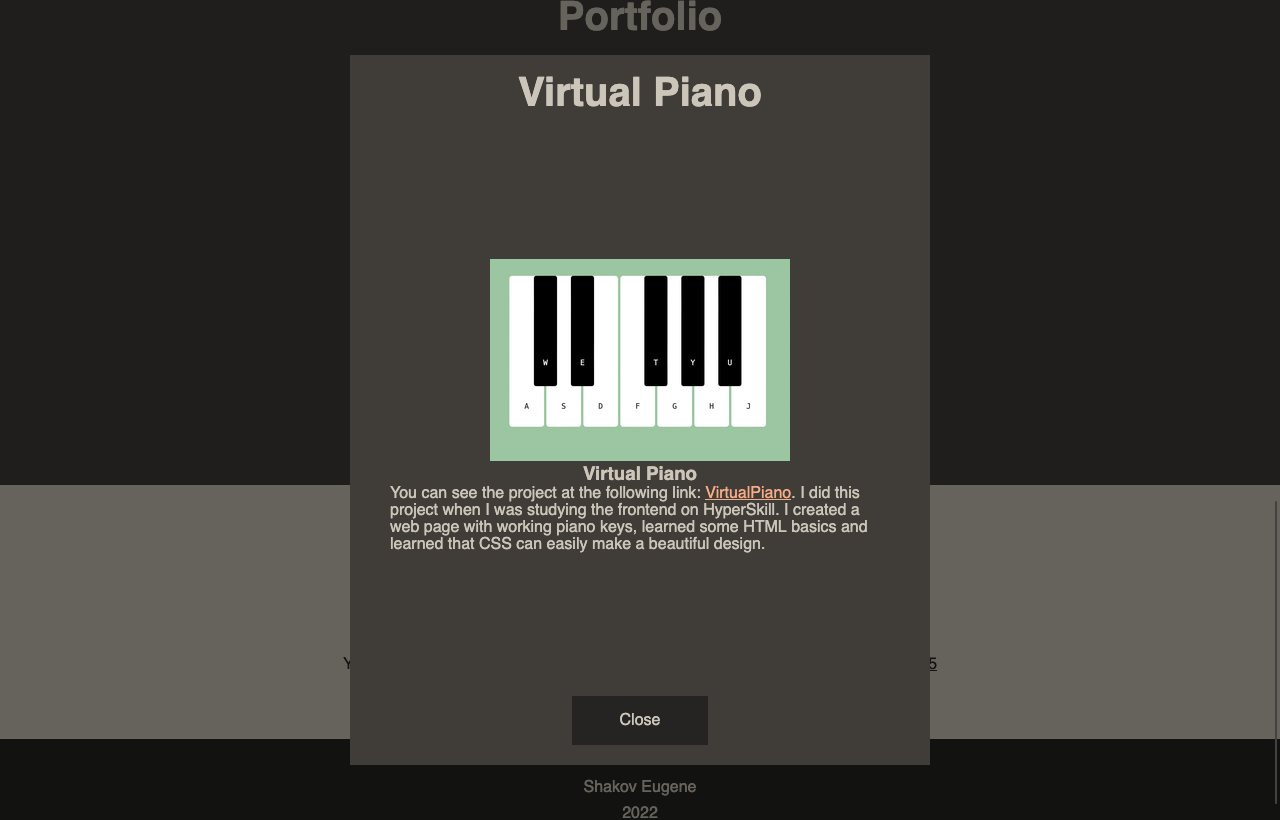 Portfolio
Virtual Piano
W E T Y U
A S D F G H J
Virtual Piano
You can see the project at the following link: VirtualPiano. I did this
project when I was studying the frontend on HyperSkill. I created a
web page with working piano keys, learned some HTML basics and
learned that CSS can easily make a beautiful design.
Y 5
Close
Shakov Eugene
2022